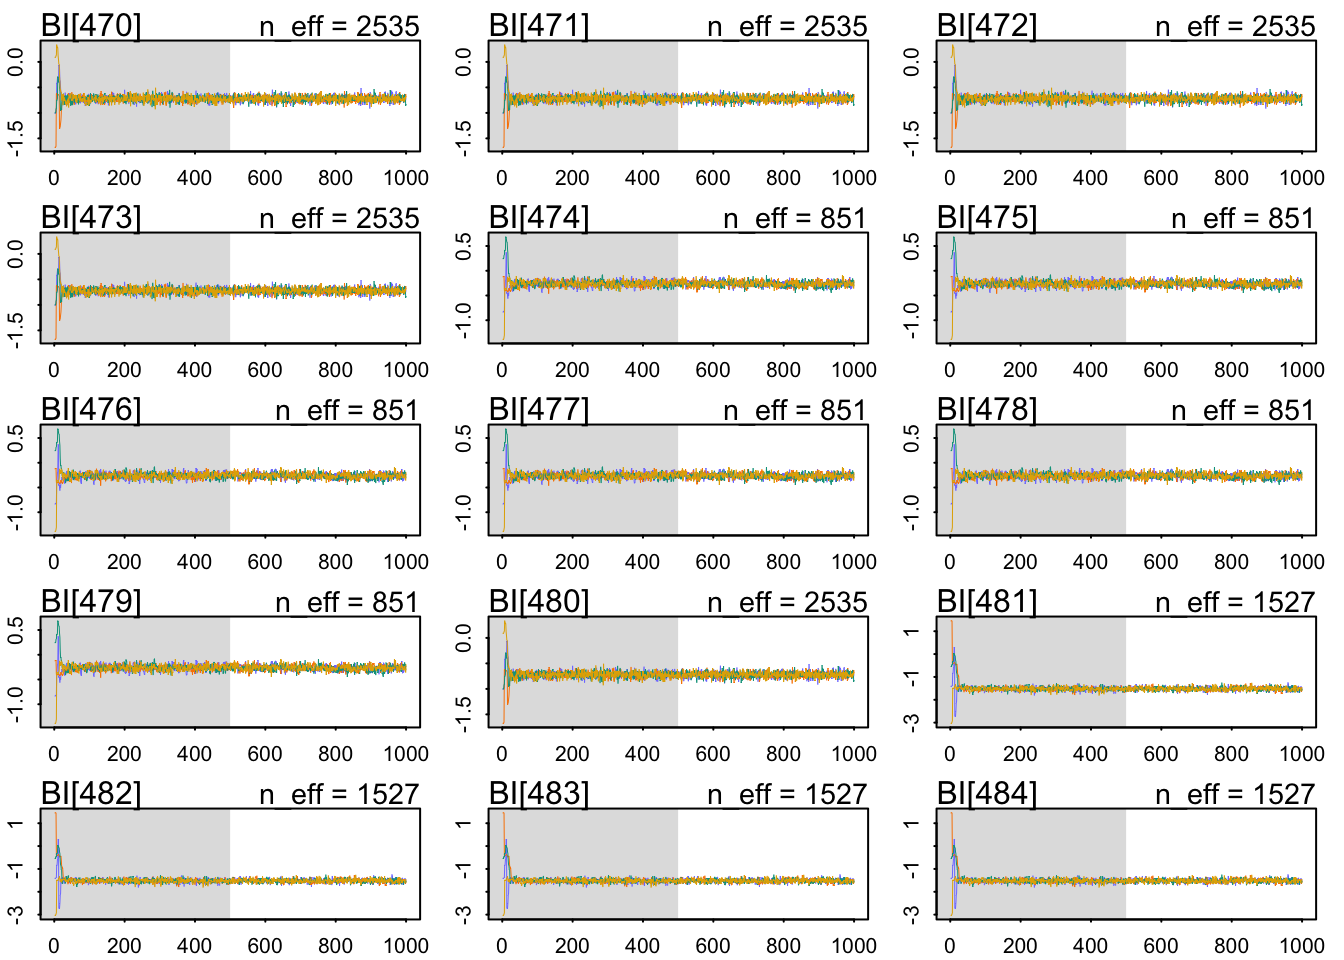 BI[470] n_eff = 2535 BI[471] n_eff = 2535 BI[472] n_eff = 2535
0.0 -1.5 0.0 -1.5 0.0 -1.5
0 200 400 600 800 1000 0 200 400 600 800 1000 0 200 400 600 800 1000
BI[473] n_eff = 2535 BI[474] n_eff = 851 BI[475] n_eff = 851
0.0 -1.5 0.5 -1.0 0.5 -1.0
0 200 400 600 800 1000 0 200 400 600 800 1000 0 200 400 600 800 1000
BI[476] n_eff = 851 BI[477] n_eff = 851 BI[478] n_eff = 851
0.5 -1.0 0.5 -1.0 0.5 -1.0
0 200 400 600 800 1000 0 200 400 600 800 1000 0 200 400 600 800 1000
BI[479] n_eff = 851 BI[480] n_eff = 2535 BI[481] n_eff = 1527
0.5 -1.0 0.0 -1.5 1 -1 -3
0 200 400 600 800 1000 0 200 400 600 800 1000 0 200 400 600 800 1000
BI[482] n_eff = 1527 BI[483] n_eff = 1527 BI[484] n_eff = 1527
1 -1 -3 1 -1 -3 1 -1 -3
0 200 400 600 800 1000 0 200 400 600 800 1000 0 200 400 600 800 1000